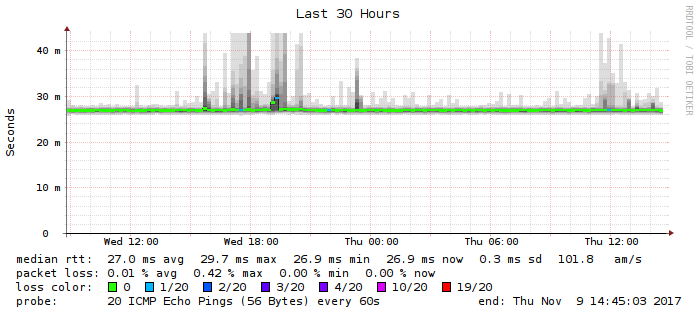 Last 30 Hours
RRDTOOL / TOBI OETIKER
Seconds
40 m
30 m
20 m
10 m
0
Wed 12:00 Wed 18:00 Thu 00:00 Thu 06:00 Thu 12:00
median rtt: 27.0 ms avg 29.7 ms max 26.9 ms min 26.9 ms now 0.3 ms sd 101.8 am/s
packet loss: 0.01 % avg 0.42 % max 0.00 % min 0.00 % now
loss color: 0 1/20 2/20 3/20 4/20 10/20 19/20
probe: 20 ICMP Echo Pings (56 Bytes) every 60s end: Thu Nov 9 14:45:03 2017